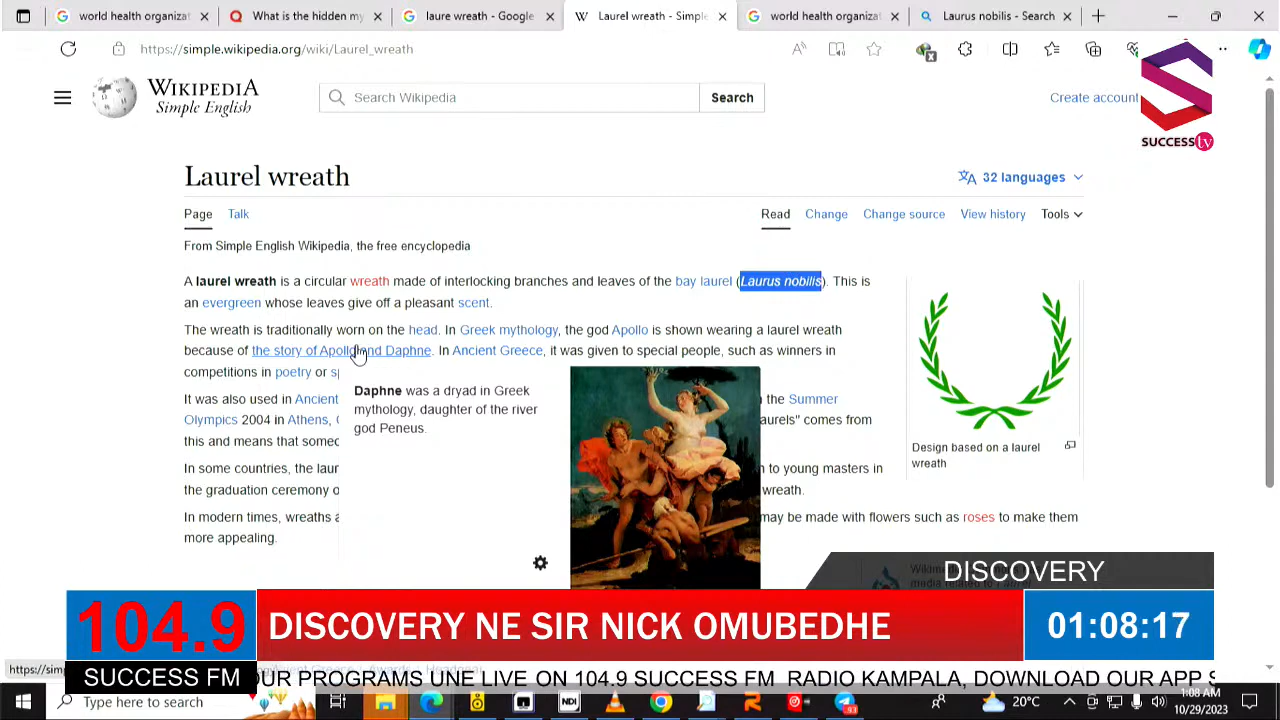 world health organizat
What is the hidden my
laure wreath - Google
Laurel wreath - Simple
world health organizat
Laurus nobilis - Search
https://simple.wikipedia.org/wiki/Laurel_wreath
WIKIPEDIA
Simple English
Search Wikipedia
Search
Create account
SUCCESS tv
Laurel wreath
32 languages
Page Talk
Read Change Change source View history Tools
From Simple English Wikipedia, the free encyclopedia
A laurel wreath is a circular wreath made of interlocking branches and leaves of the bay laurel (Laurus nobilis). This is
an evergreen whose leaves give off a pleasant scent.
The wreath is traditionally worn on the head. In Greek mythology, the god Apollo is shown wearing a laurel wreath
because of the story of Apollo and Daphne. In Ancient Greece, it was given to special people, such as winners in
competitions in poetry or
It was also used in Ancient
the Summer
Olympics 2004 in Athens,
aurels" comes from
this and means that someo
In some countries, the laur
n to young masters in
the graduation ceremony o
wreath.
In modern times, wreaths a
may be made with flowers such as roses to make them
more appealing.
Daphne was a dryad in Greek
mythology, daughter of the river
god Peneus.
Design based on a laurel
wreath
DISCOVERY
104.9
DISCOVERY NE SIR NICK OMUBEDHE
01:08:17
https://sim
SUCCESS FM
OUR PROGRAMS UNE LIVE ON 104.9 SUCCESS FM RADIO KAMPALA, DOWNLOAD OUR APP S
Type here to search
NDI
93
20°C
1:08 AM
10/29/2023